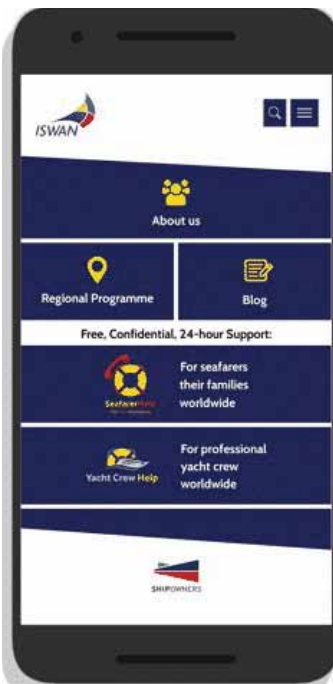 ISWAN
About us
Regional Programme
Blog
Free, Confidential, 24-hour Support:
SeafarerHelp
For seafarers
their families
worldwide
Yacht Crew Help
For professional
yacht crew
worldwide
SHIPOWNERS